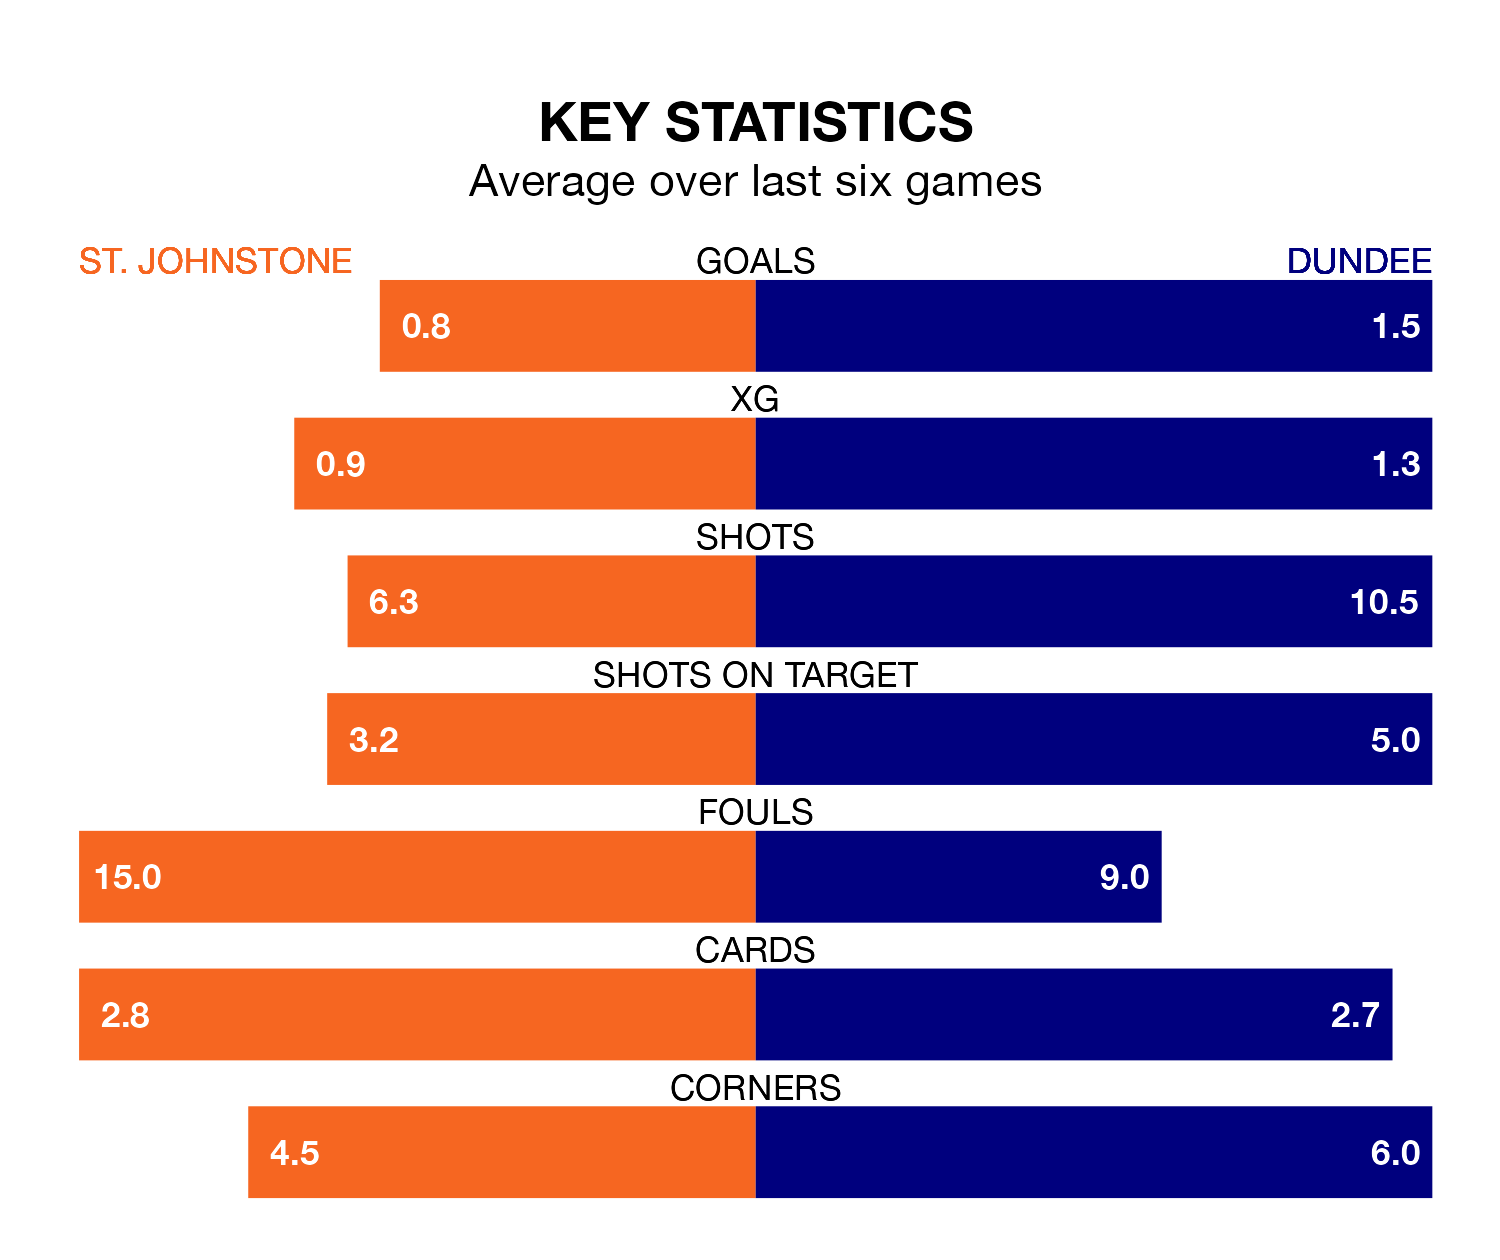 KEY STATISTICS
Average over last six games
ST. JOHNSTONE GOALS DUNDEE
0.8 1.5
XG
0.9 1.3
SHOTS
6.3 10.5
SHOTS ON TARGET
3.2 5.0
FOULS
15.0 9.0
CARDS
2.8 2.7
CORNERS
4.5 6.0